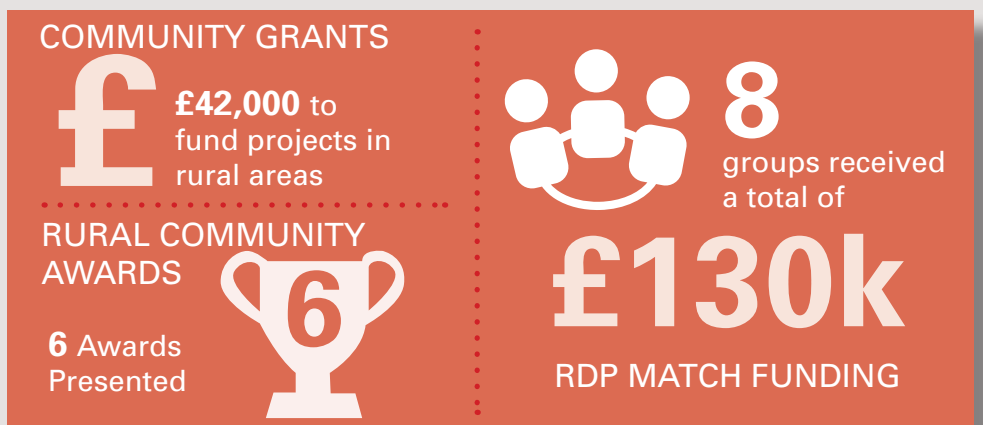 COMMUNITY GRANTS
£
£42,000 to
fund projects in
rural areas
RURAL COMMUNITY
AWARDS
6
6 Awards
Presented
8
groups received
a total of
£130k
RDP MATCH FUNDING